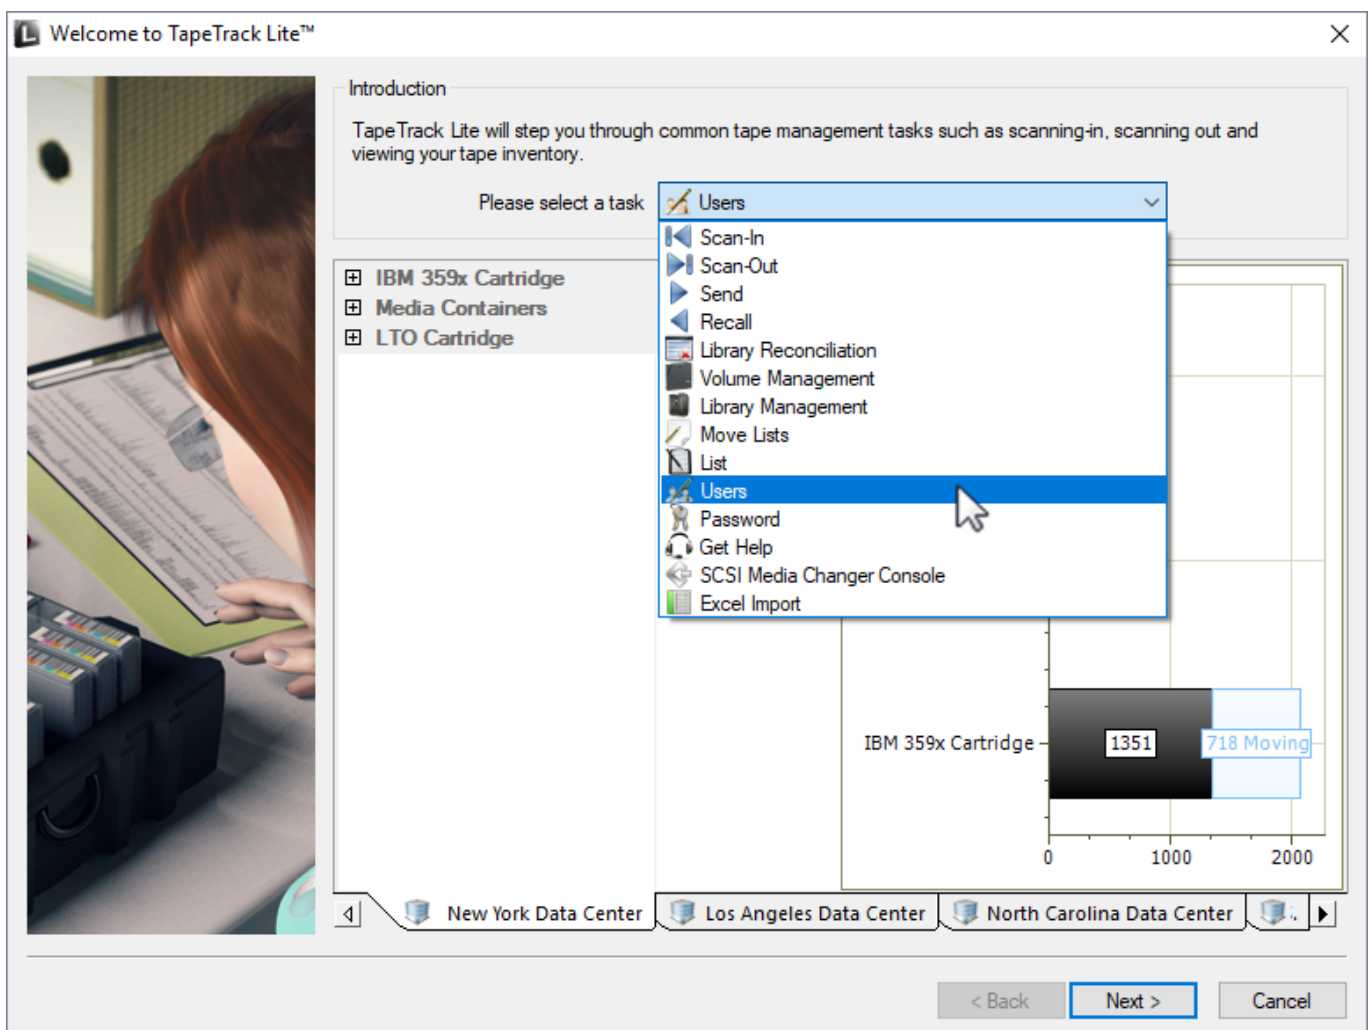 Welcome to TapeTrack Lite™
Introduction
TapeTrack Lite will step you through common tape management tasks such as scanning-in, scanning out and
viewing your tape inventory.
Please select a task
Users
Scan-In
Scan-Out
Send
Recall
Library Reconciliation
Volume Management
Library Management
Move Lists
List
Users
Password
Get Help
SCSI Media Changer Console
Excel Import
IBM 359x Cartridge
Media Containers
LTO Cartridge
IBM 359x Cartridge
1351
718 Moving
0 1000 2000
New York Data Center
Los Angeles Data Center
North Carolina Data Center
< Back
Next >
Cancel